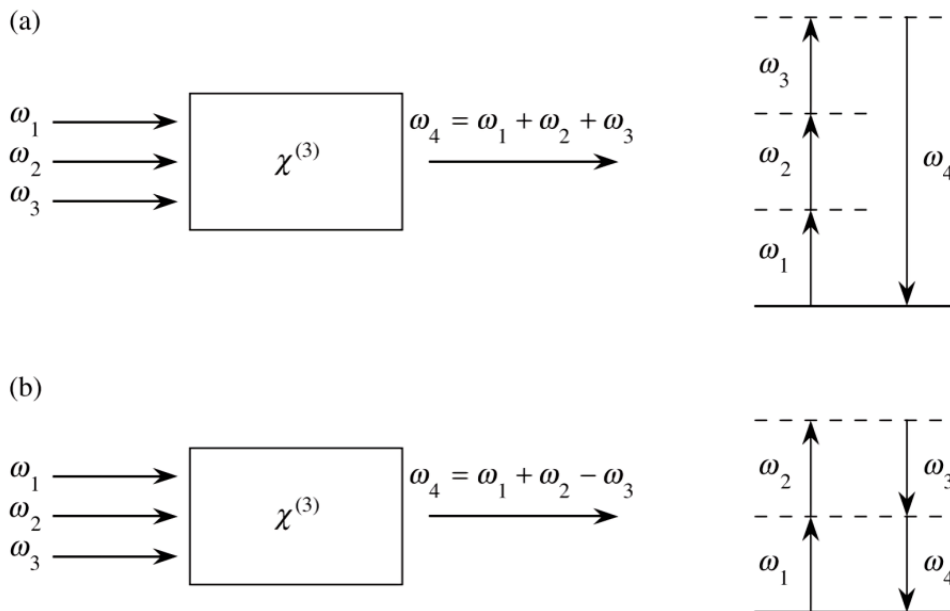 (a)
ω₁
ω₂
ω₃
χ⁽³⁾
ω₄ = ω₁ + ω₂ + ω₃
ω₃
ω₂
ω₁
ω₄
(b)
ω₁
ω₂
ω₃
χ⁽³⁾
ω₄ = ω₁ + ω₂ − ω₃
ω₂
ω₁
ω₃
ω₄